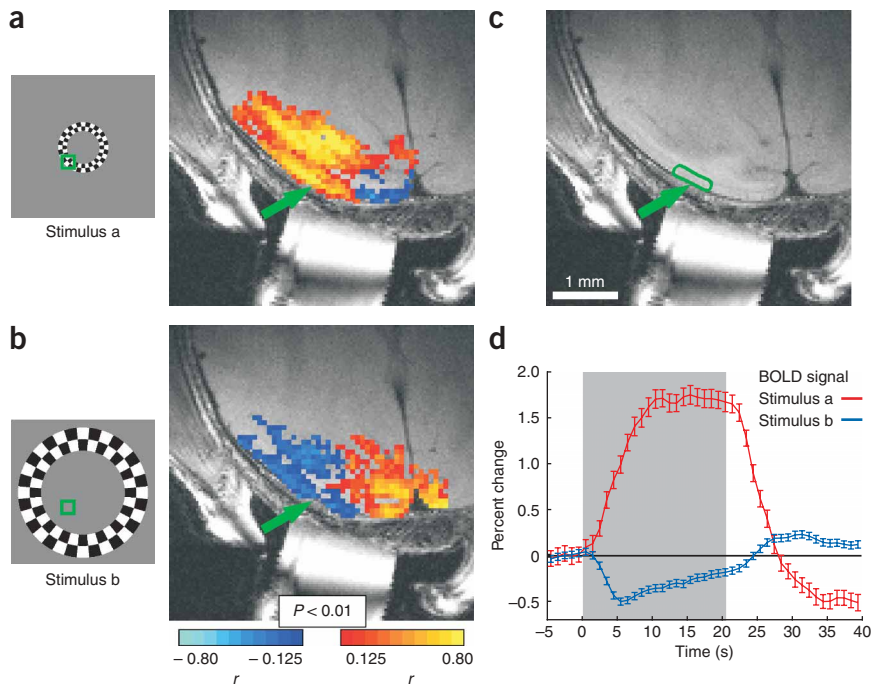 a
Stimulus a
b
Stimulus b
P < 0.01
– 0.80 – 0.125 0.125 0.80
r r
c
1 mm
d
BOLD signal
Stimulus a
Stimulus b
Percent change
2.0
1.5
1.0
0.5
0
–0.5
–5 0 5 10 15 20 25 30 35 40
Time (s)